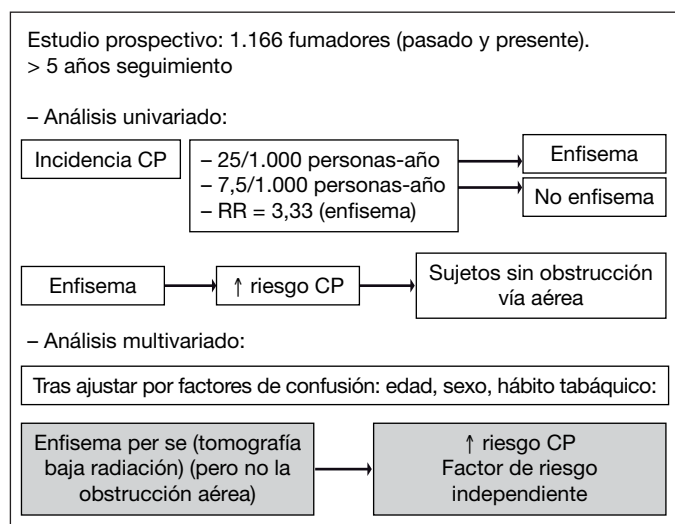 Estudio prospectivo: 1.166 fumadores (pasado y presente).
> 5 años seguimiento
– Análisis univariado:
Incidencia CP
– 25/1.000 personas-año
– 7,5/1.000 personas-año
– RR = 3,33 (enfisema)
Enfisema
No enfisema
Enfisema
↑ riesgo CP
Sujetos sin obstrucción
vía aérea
– Análisis multivariado:
Tras ajustar por factores de confusión: edad, sexo, hábito tabáquico:
Enfisema per se (tomografía
baja radiación) (pero no la
obstrucción aérea)
↑ riesgo CP
Factor de riesgo
independiente